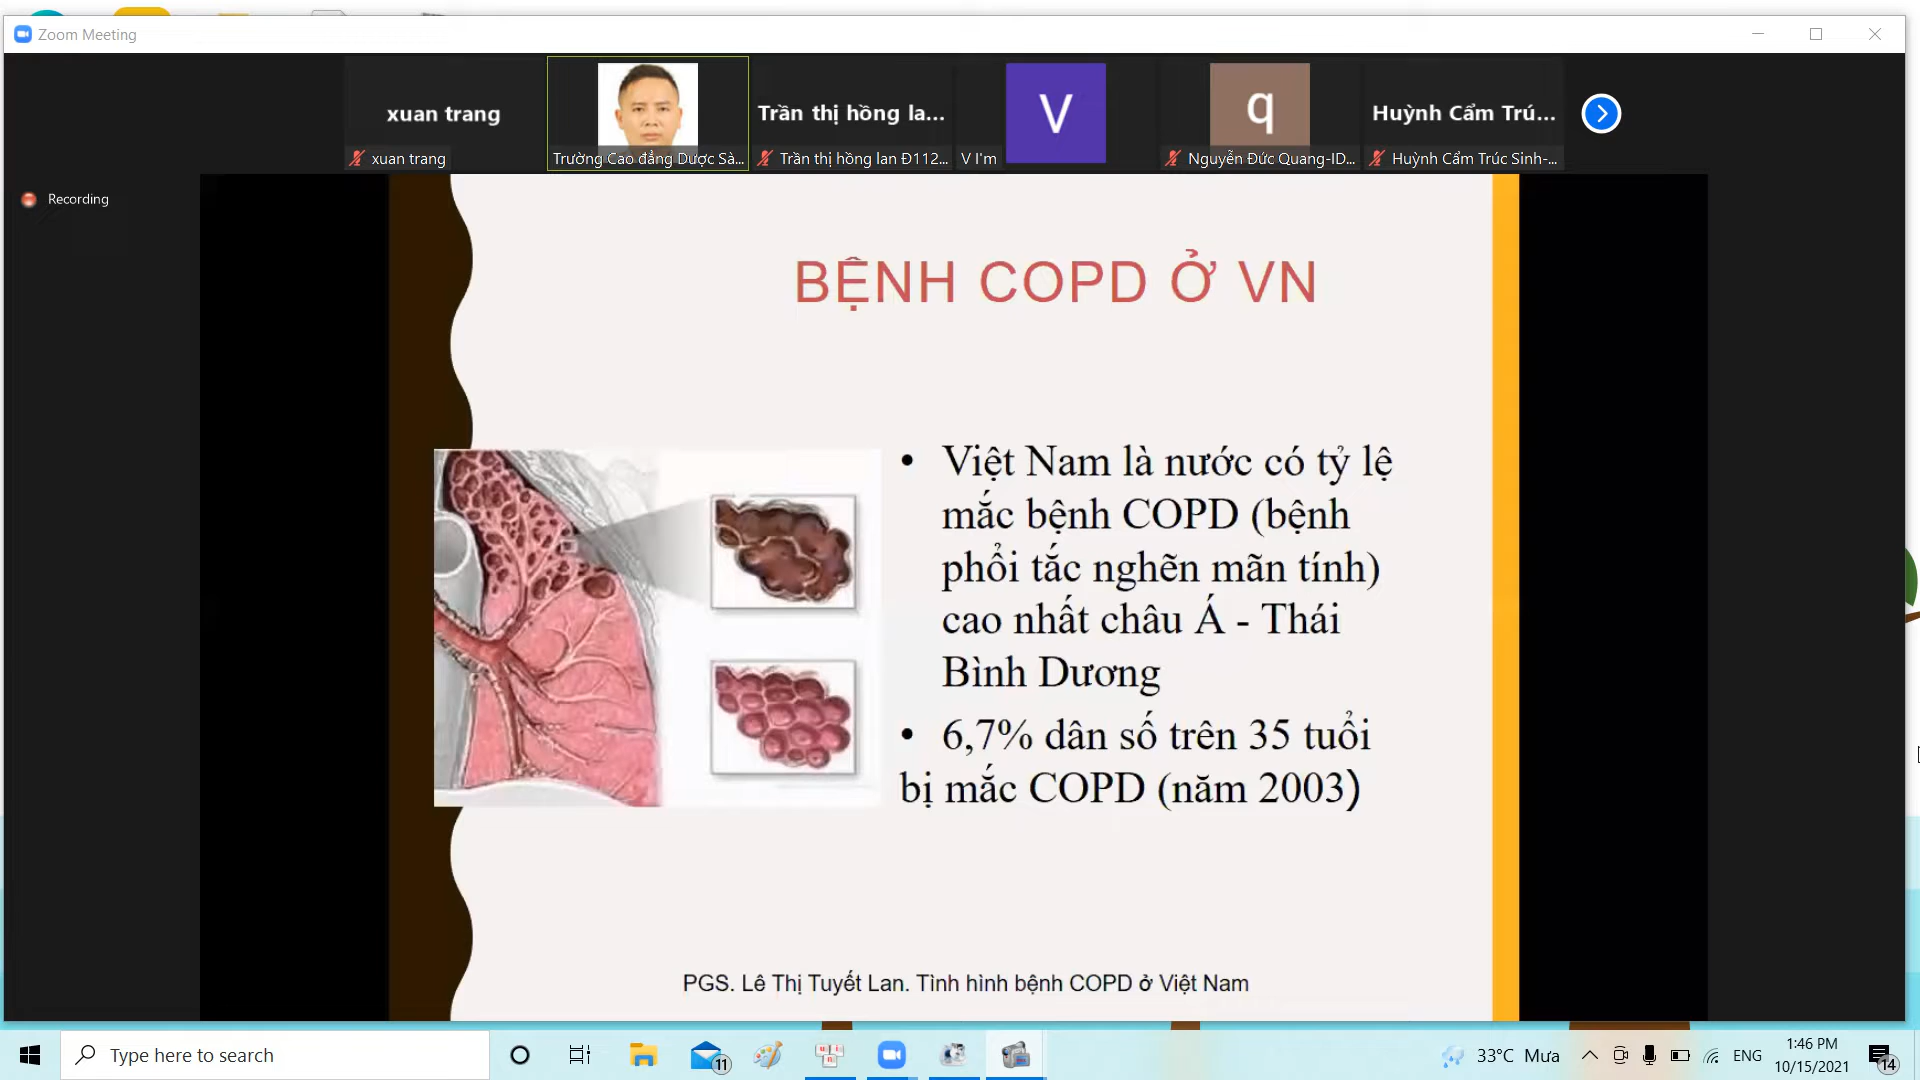 Zoom Meeting
xuan trang
Trần thị hồng la...
V
q
Huỳnh Cẩm Trú...
xuan trang
Trường Cao đẳng Dược Sà...
Trần thị hồng lan Đ112...
V I'm
Nguyễn Đức Quang-ID...
Huỳnh Cẩm Trúc Sinh-...
Recording
BỆNH COPD Ở VN
• Việt Nam là nước có tỷ lệ
mắc bệnh COPD (bệnh
phổi tắc nghẽn mãn tính)
cao nhất châu Á - Thái
Bình Dương
• 6,7% dân số trên 35 tuổi
bị mắc COPD (năm 2003)
PGS. Lê Thị Tuyết Lan. Tình hình bệnh COPD ở Việt Nam
Type here to search
11
33°C Mưa
ENG
1:46 PM
10/15/2021
14